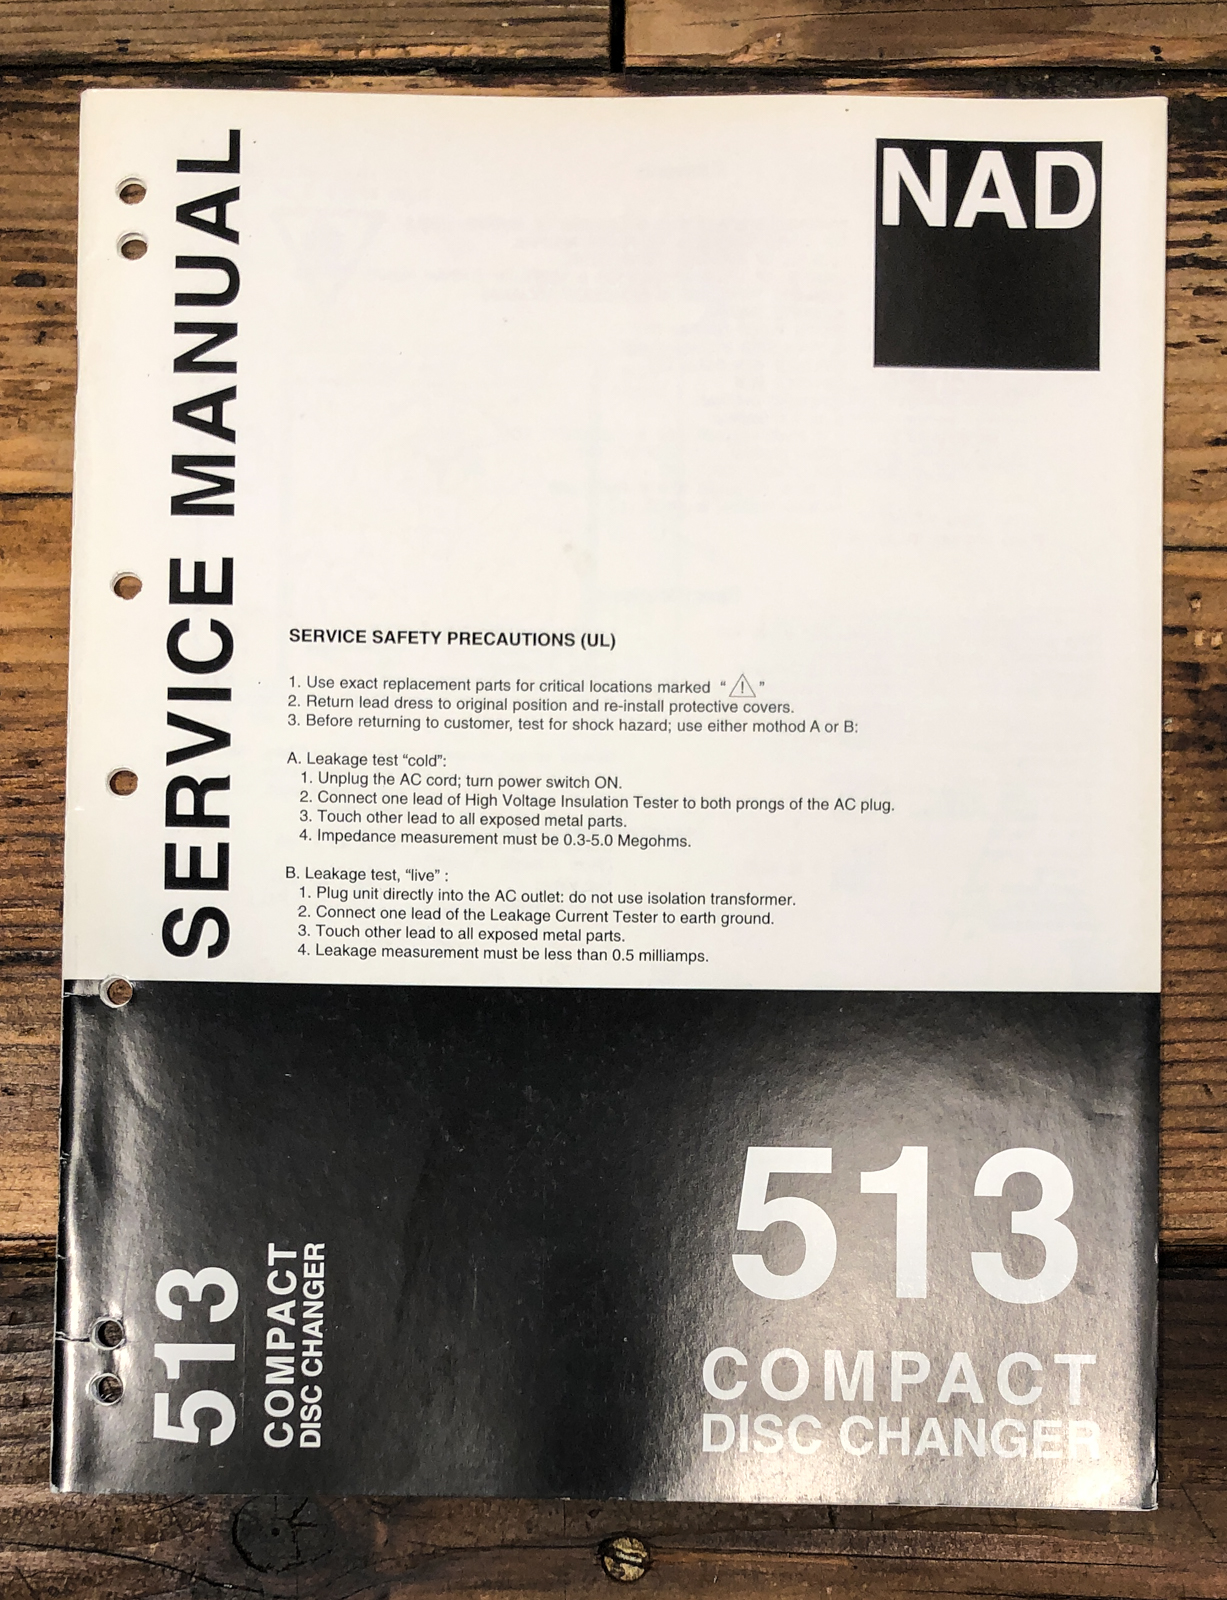 SERVICE MANUAL
NAD
SERVICE SAFETY PRECAUTIONS (UL)
1. Use exact replacement parts for critical locations marked “⚠”
2. Return lead dress to original position and re-install protective covers.
3. Before returning to customer, test for shock hazard; use either mothod A or B:
A. Leakage test “cold”:
1. Unplug the AC cord; turn power switch ON.
2. Connect one lead of High Voltage Insulation Tester to both prongs of the AC plug.
3. Touch other lead to all exposed metal parts.
4. Impedance measurement must be 0.3-5.0 Megohms.
B. Leakage test, “live” :
1. Plug unit directly into the AC outlet: do not use isolation transformer.
2. Connect one lead of the Leakage Current Tester to earth ground.
3. Touch other lead to all exposed metal parts.
4. Leakage measurement must be less than 0.5 milliamps.
513
COMPACT
DISC CHANGER
513
COMPACT
DISC CHANGER